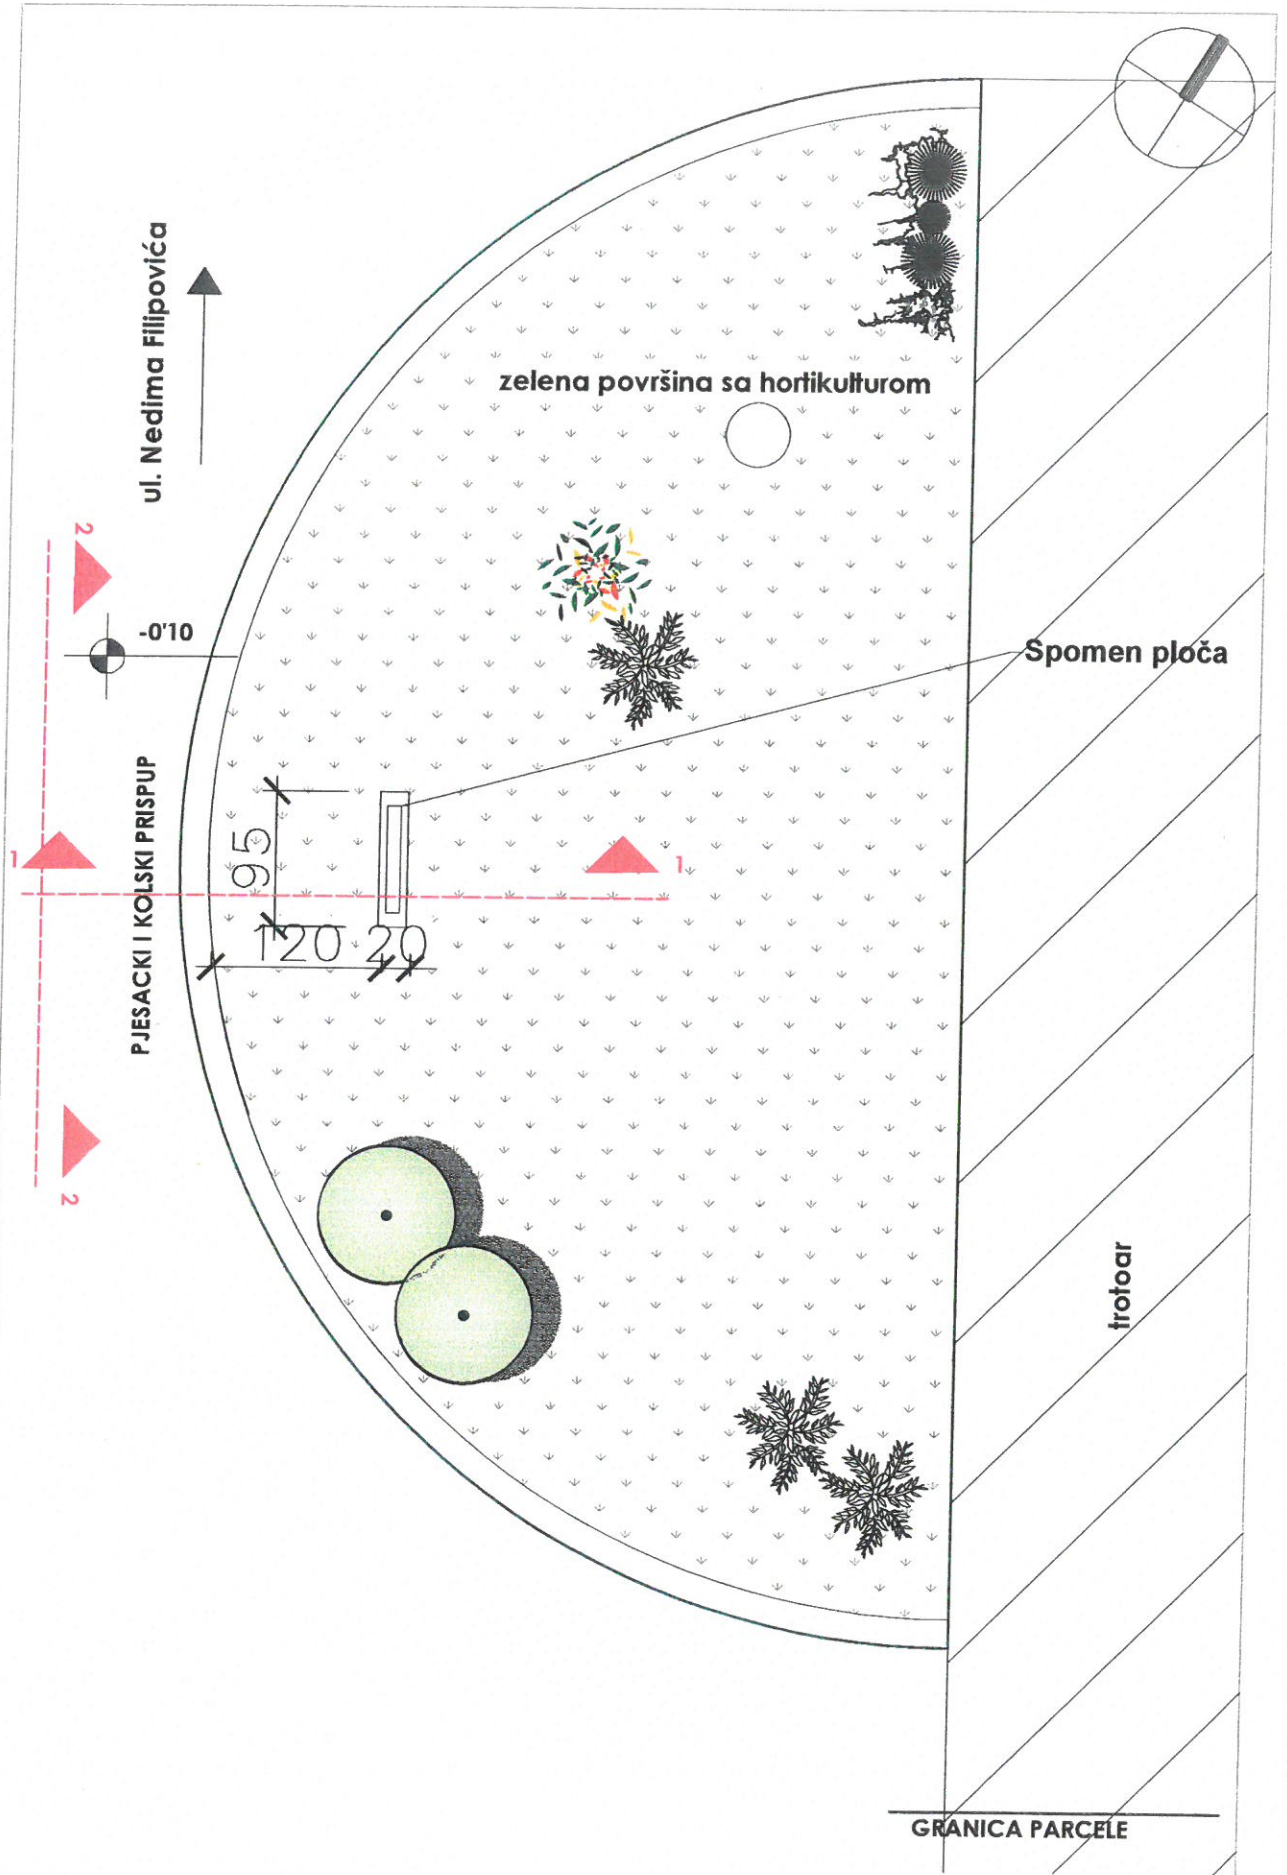 ul. Nedima Filipovića
zelena površina sa hortikulturom
2
-0'10
Spomen ploča
PJESACKI I KOLSKI PRISPUP
95
1
1
120 20
2
trotoar
GRANICA PARCELE